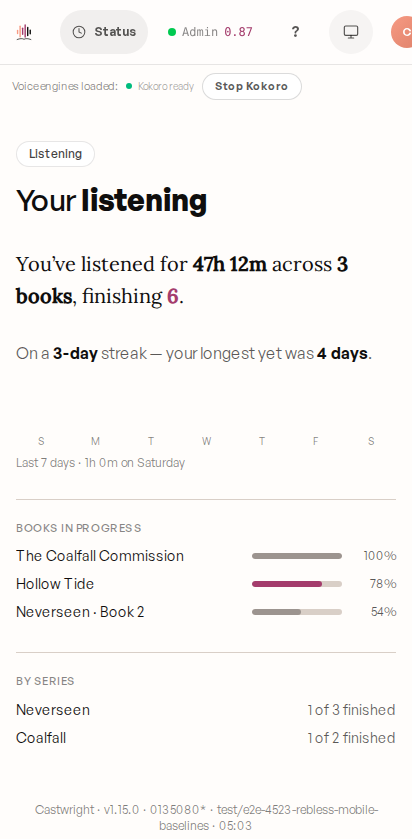 Status
Admin 0.87
?
C
Voice engines loaded:
Kokoro ready
Stop Kokoro
Listening
Your listening
You've listened for 47h 12m across 3
books, finishing 6.
On a 3-day streak — your longest yet was 4 days.
S M T W T F S
Last 7 days · 1h 0m on Saturday
BOOKS IN PROGRESS
The Coalfall Commission 100%
Hollow Tide 78%
Neverseen · Book 2 54%
BY SERIES
Neverseen 1 of 3 finished
Coalfall 1 of 2 finished
Castwright · v1.15.0 · 0135080* · test/e2e-4523-rebless-mobile-
baselines · 05:03